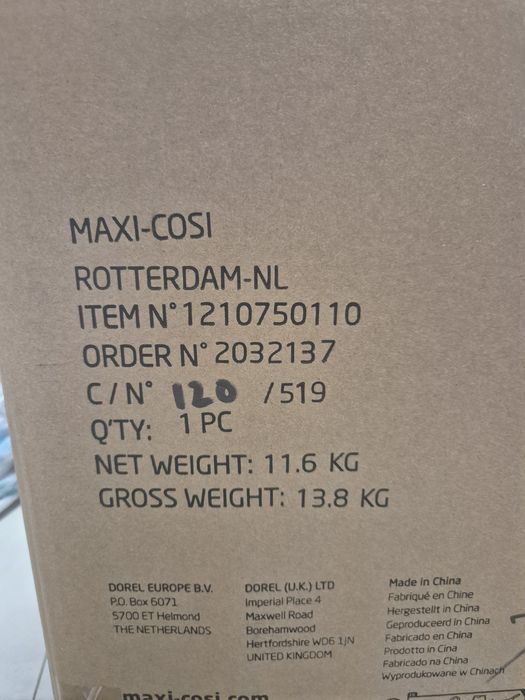 MAXI-COSI
ROTTERDAM-NL
ITEM N° 1210750110
ORDER N° 2032137
C/N° 120 /519
Q'TY: 1 PC
NET WEIGHT: 11.6 KG
GROSS WEIGHT: 13.8 KG
DOREL EUROPE B.V.
P.O. Box 6071
5700 ET Helmond
THE NETHERLANDS
DOREL (U.K.) LTD
Imperial Place 4
Maxwell Road
Borehamwood
Hertfordshire WD6 1JN
UNITED KINGDOM
Made in China
Fabriqué en Chine
Hergestellt in China
Geproduceerd in China
Fabricado en China
Prodotto in Cina
Fabricado na China
Wyprodukowane w Chinach
maxi-cosi.com